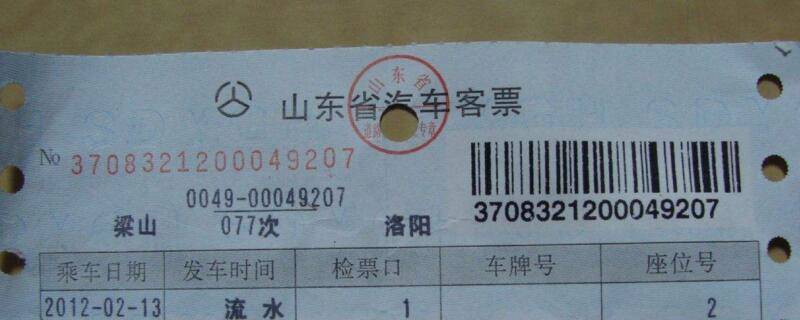 山东省汽车客票
山东省
No 3708321200049207
0049-00049207
梁山 077次 洛阳
3708321200049207
乘车日期 发车时间 检票口 车牌号 座位号
2012-02-13 流水 1 2